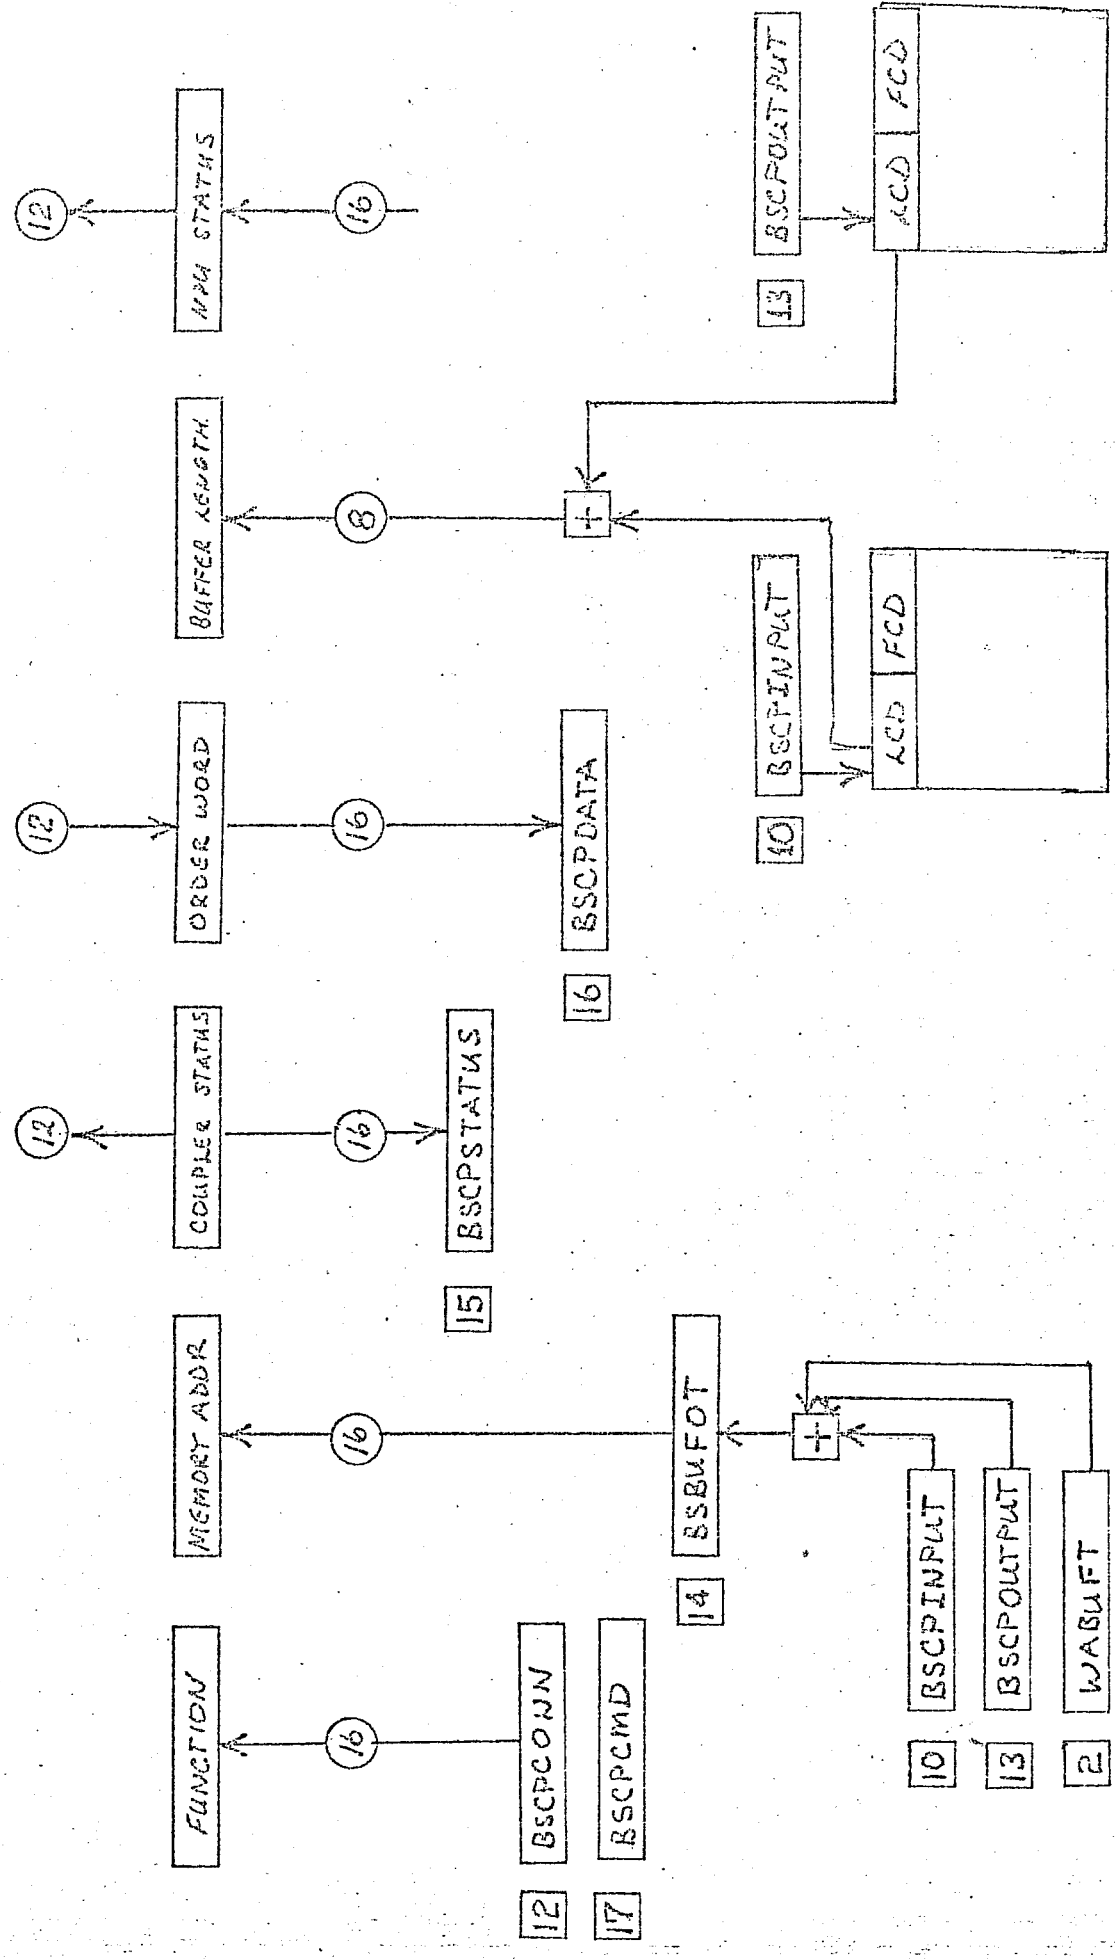 12
12
12
FUNCTION
MEMORY ADDR
COUPLER STATUS
ORDER WORD
BUFFER LENGTH
NPU STATUS
16
16
16
16
8
16
15
BSCPSTATUS
12
BSCPCONN
17
BSCPCMD
16
BSCPDATA
+
14
BSBUFOT
10
BSCPINPUT
13
BSCPOUTPUT
+
LCD
FCD
LCD
FCD
10
BSCPINPUT
13
BSCPOUTPUT
2
WABUFT